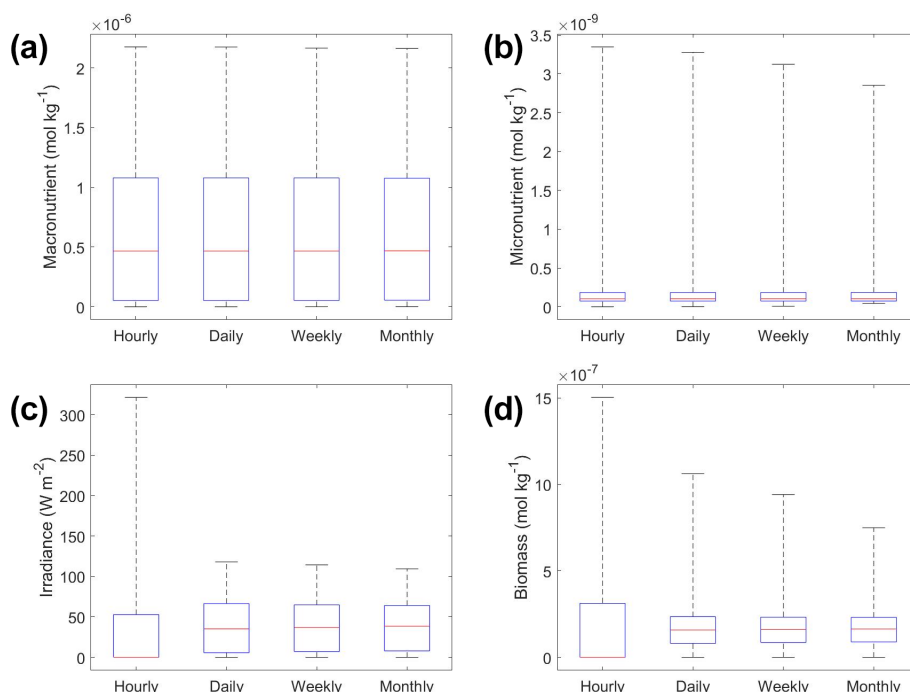 (a)
×10⁻⁶
Macronutrient (mol kg⁻¹)
2
1.5
1
0.5
0
Hourly Daily Weekly Monthly
(b)
×10⁻⁹
Micronutrient (mol kg⁻¹)
3.5
3
2.5
2
1.5
1
0.5
0
Hourly Daily Weekly Monthly
(c)
Irradiance (W m⁻²)
300
250
200
150
100
50
0
Hourly Daily Weekly Monthly
(d)
×10⁻⁷
Biomass (mol kg⁻¹)
15
10
5
0
Hourly Daily Weekly Monthly